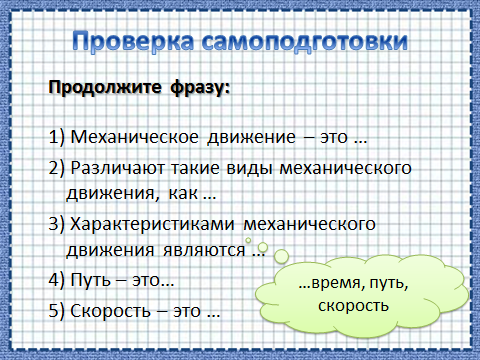 Проверка самоподготовки
Продолжите фразу:
1) Механическое движение – это ...
2) Различают такие виды механического
движения, как ...
3) Характеристиками механического
движения являются ...
4) Путь – это...
5) Скорость – это ...
...время, путь,
скорость